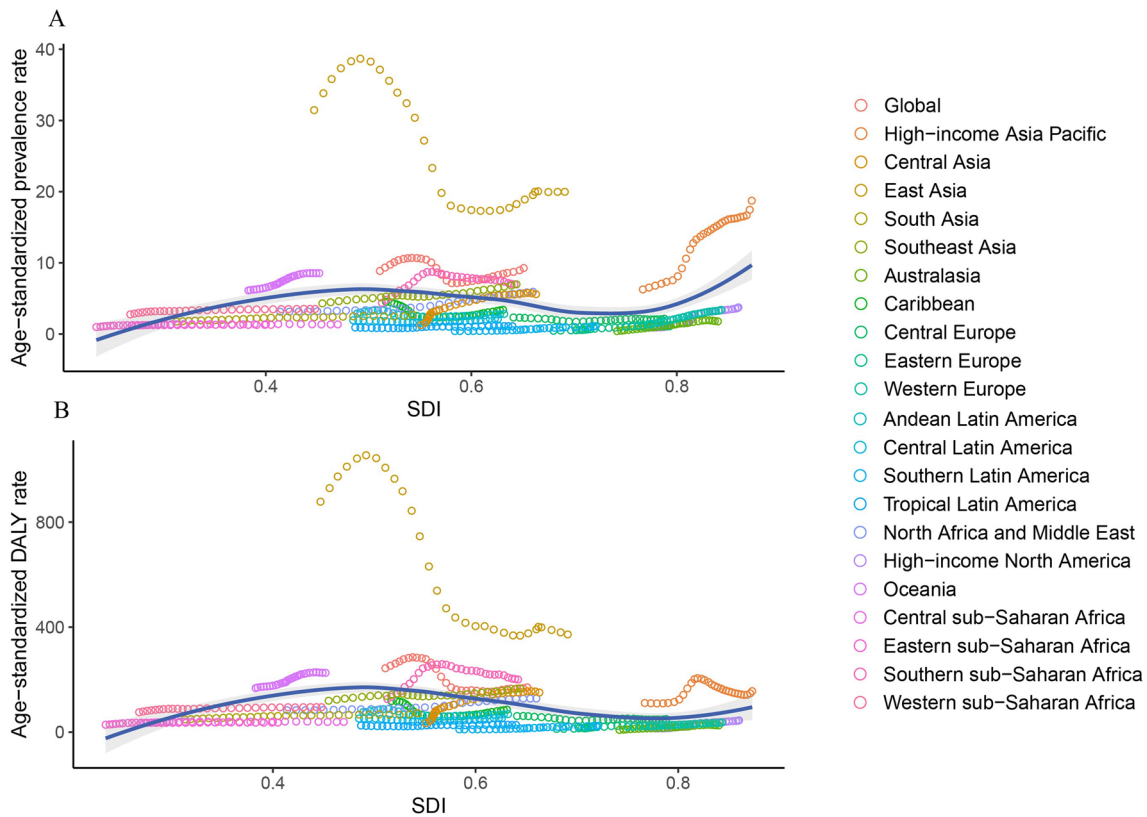 A
Age-standardized prevalence rate
40
30
20
10
0
0.4
0.6
0.8
SDI
B
Age-standardized DALY rate
800
400
0
0.4
0.6
0.8
SDI
Global
High-income Asia Pacific
Central Asia
East Asia
South Asia
Southeast Asia
Australasia
Caribbean
Central Europe
Eastern Europe
Western Europe
Andean Latin America
Central Latin America
Southern Latin America
Tropical Latin America
North Africa and Middle East
High-income North America
Oceania
Central sub-Saharan Africa
Eastern sub-Saharan Africa
Southern sub-Saharan Africa
Western sub-Saharan Africa